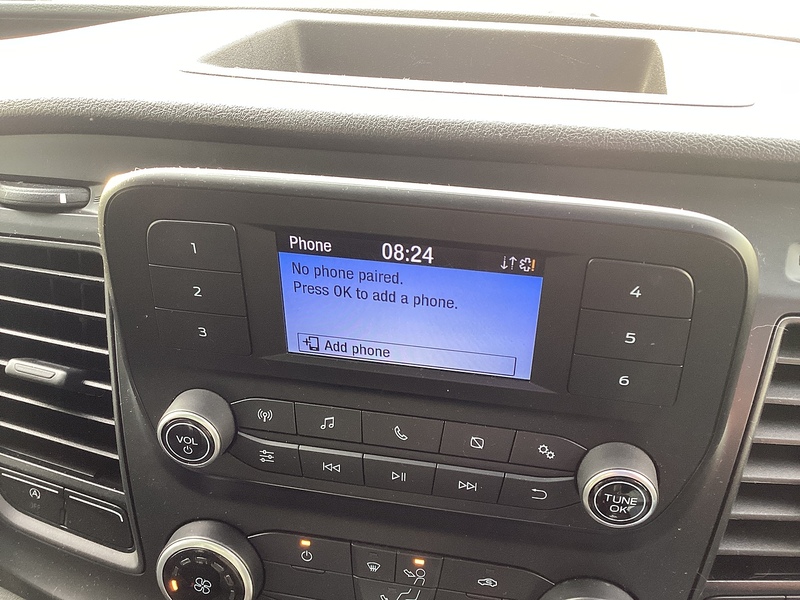 Phone 08:24
No phone paired.
Press OK to add a phone.
Add phone
1
2
3
4
5
6
VOL
TUNE
OK
A
OFF